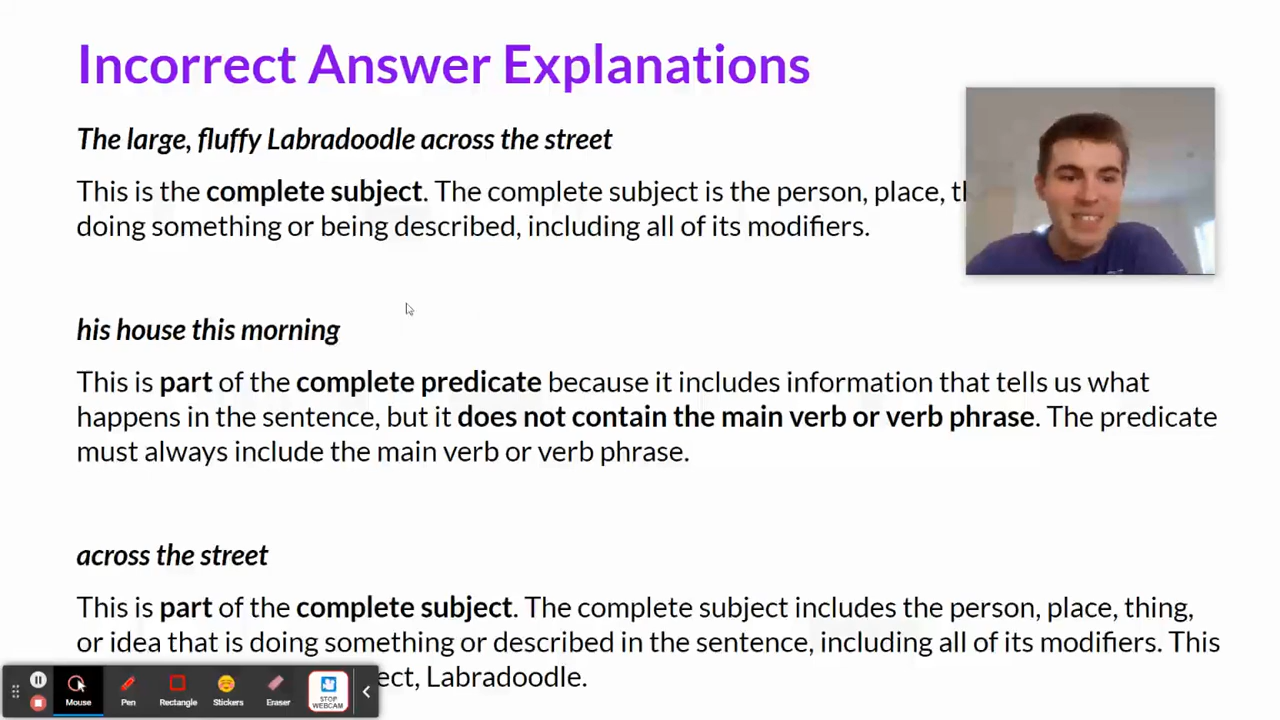 Incorrect Answer Explanations
The large, fluffy Labradoodle across the street
This is the complete subject. The complete subject is the person, place,
doing something or being described, including all of its modifiers.
his house this morning
This is part of the complete predicate because it includes information that tells us what
happens in the sentence, but it does not contain the main verb or verb phrase. The predicate
must always include the main verb or verb phrase.
across the street
This is part of the complete subject. The complete subject includes the person, place, thing,
or idea that is doing something or described in the sentence, including all of its modifiers. This
Labradoodle.
Mouse
Pen
Rectangle
Stickers
Eraser
STOP
WEBCAM